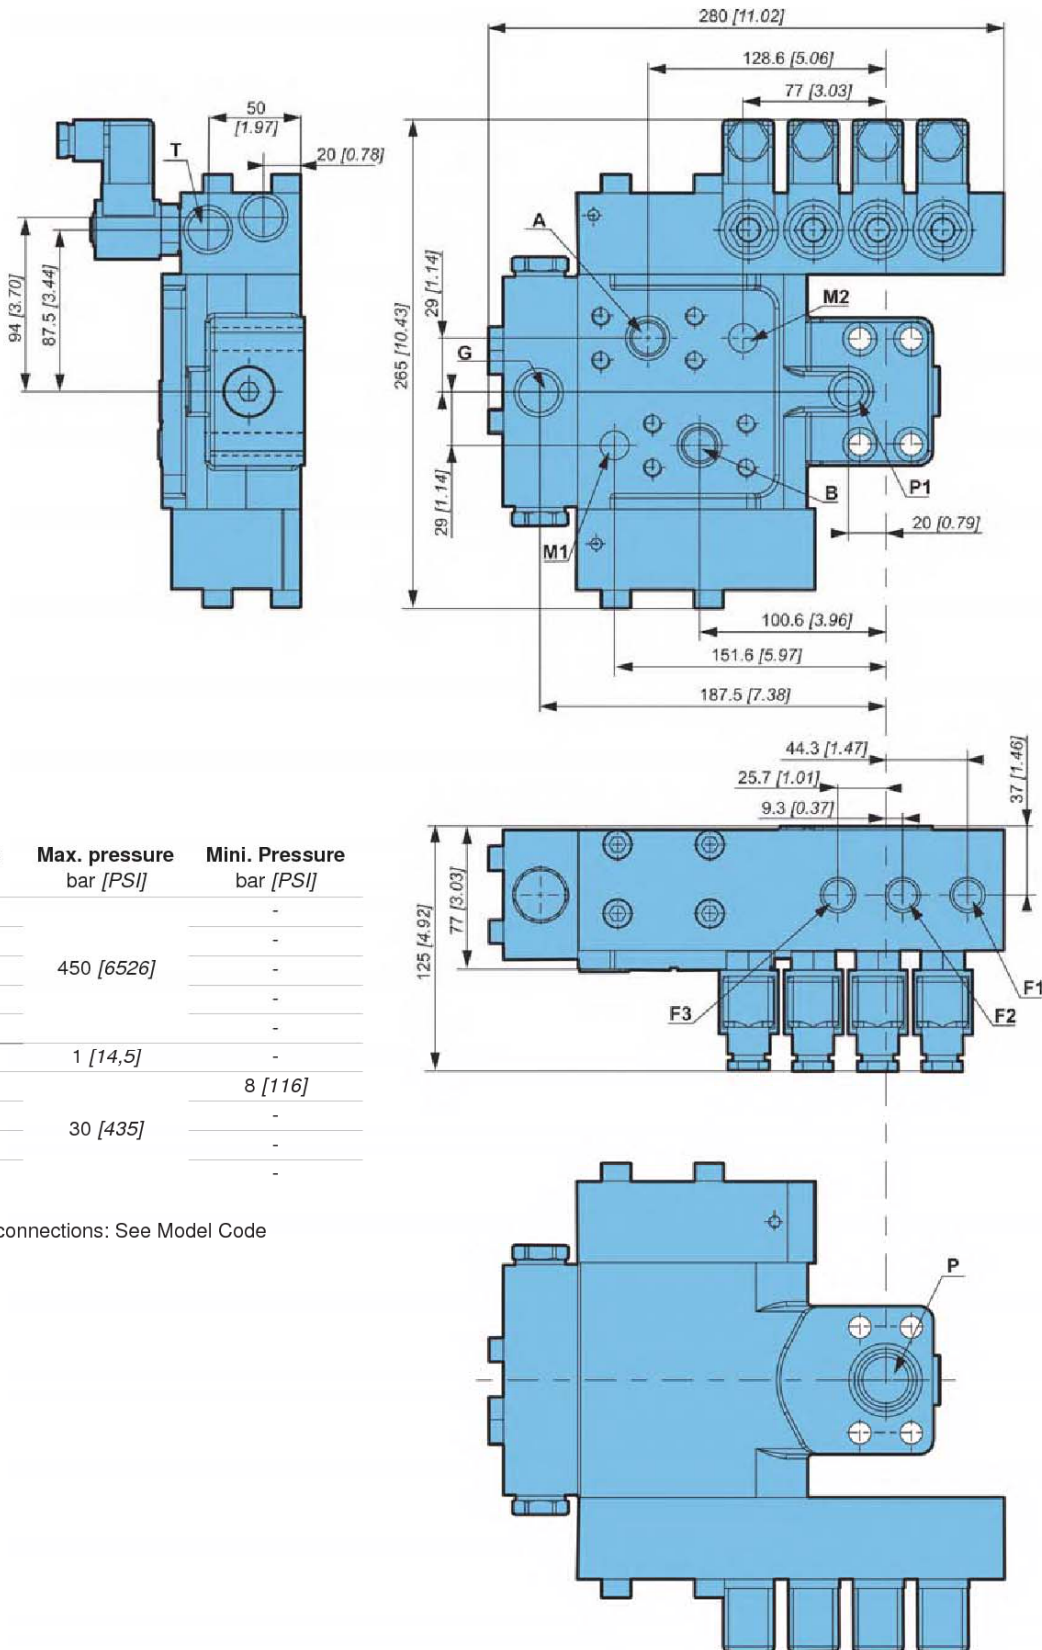 280 [11.02]
128.6 [5.06]
77 [3.03]
50
[1.97]
20 [0.78]
T
A
94 [3.70]
87.5 [3.44]
29 [1.14]
265 [10.43]
M2
G
B
P1
29 [1.14]
20 [0.79]
M1
100.6 [3.96]
151.6 [5.97]
187.5 [7.38]
44.3 [1.47]
25.7 [1.01]
9.3 [0.37]
37 [1.46]
125 [4.92]
77 [3.03]
F3
F2
F1
Max. pressure Mini. Pressure
bar [PSI] bar [PSI]
-
-
450 [6526] -
-
-
1 [14,5] -
8 [116]
30 [435] -
-
-
connections: See Model Code
P